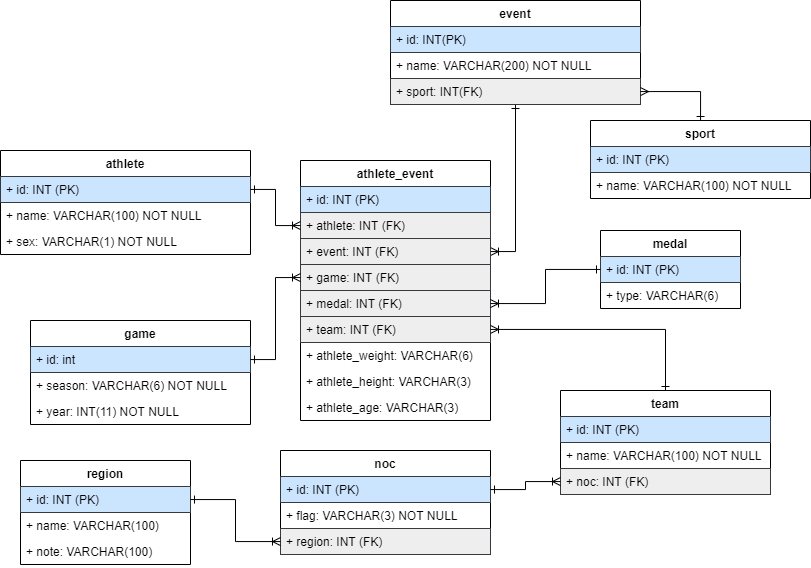 event
+ id: INT(PK)
+ name: VARCHAR(200) NOT NULL
+ sport: INT(FK)
sport
+ id: INT (PK)
+ name: VARCHAR(100) NOT NULL
athlete
+ id: INT (PK)
+ name: VARCHAR(100) NOT NULL
+ sex: VARCHAR(1) NOT NULL
athlete_event
+ id: INT (PK)
+ athlete: INT (FK)
+ event: INT (FK)
+ game: INT (FK)
+ medal: INT (FK)
+ team: INT (FK)
+ athlete_weight: VARCHAR(6)
+ athlete_height: VARCHAR(3)
+ athlete_age: VARCHAR(3)
medal
+ id: INT (PK)
+ type: VARCHAR(6)
game
+ id: int
+ season: VARCHAR(6) NOT NULL
+ year: INT(11) NOT NULL
team
+ id: INT (PK)
+ name: VARCHAR(100) NOT NULL
+ noc: INT (FK)
region
+ id: INT (PK)
+ name: VARCHAR(100)
+ note: VARCHAR(100)
noc
+ id: INT (PK)
+ flag: VARCHAR(3) NOT NULL
+ region: INT (FK)